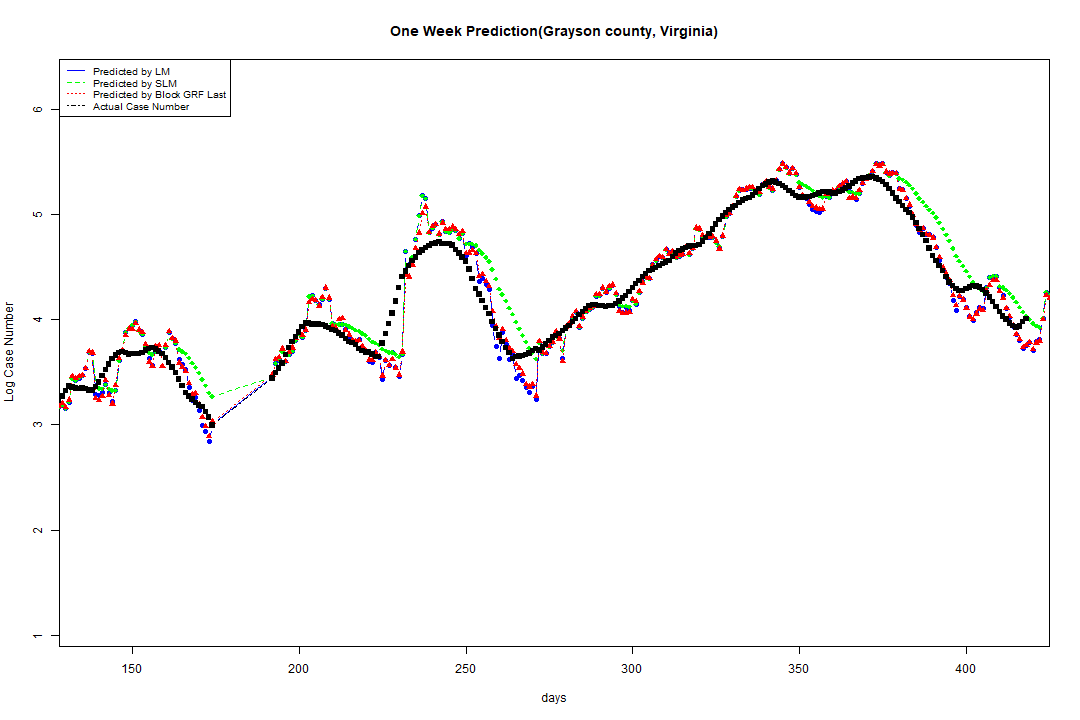 One Week Prediction(Grayson county, Virginia)
Predicted by LM
Predicted by SLM
Predicted by Block GRF Last
Actual Case Number
Log Case Number
6
5
4
3
2
1
150 200 250 300 350 400
days